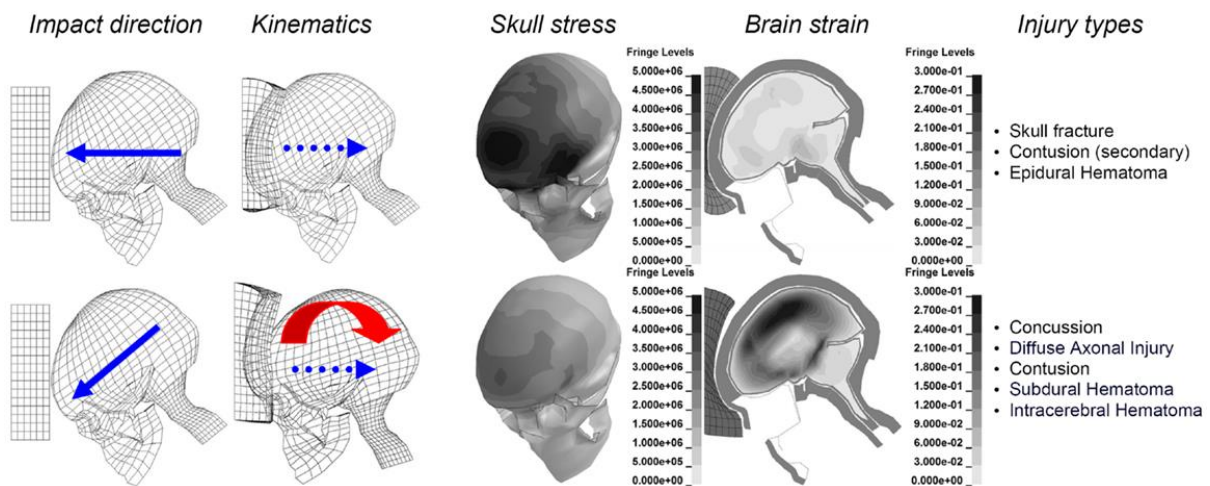 Impact direction
Kinematics
Skull stress
Brain strain
Injury types
Fringe Levels
5.000e+06
4.500e+06
4.000e+06
3.500e+06
3.000e+06
2.500e+06
2.000e+06
1.500e+06
1.000e+06
5.000e+05
0.000e+00
Fringe Levels
3.000e-01
2.700e-01
2.400e-01
2.100e-01
1.800e-01
1.500e-01
1.200e-01
9.000e-02
6.000e-02
3.000e-02
0.000e+00
• Skull fracture
• Contusion (secondary)
• Epidural Hematoma
Fringe Levels
5.000e+06
4.500e+06
4.000e+06
3.500e+06
3.000e+06
2.500e+06
2.000e+06
1.500e+06
1.000e+06
5.000e+05
0.000e+00
Fringe Levels
3.000e-01
2.700e-01
2.400e-01
2.100e-01
1.800e-01
1.500e-01
1.200e-01
9.000e-02
6.000e-02
3.000e-02
0.000e+00
• Concussion
• Diffuse Axonal Injury
• Contusion
• Subdural Hematoma
• Intracerebral Hematoma